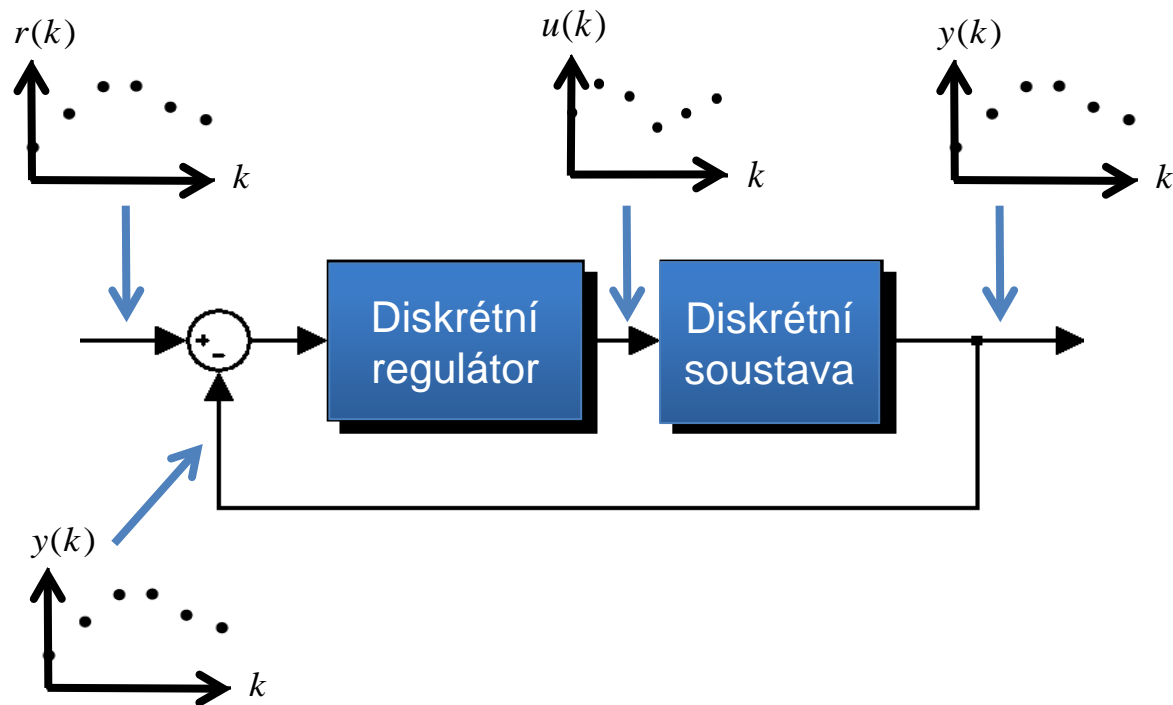 r(k)
k
u(k)
k
y(k)
k
+
-
Diskrétní
regulátor
Diskrétní
soustava
y(k)
k